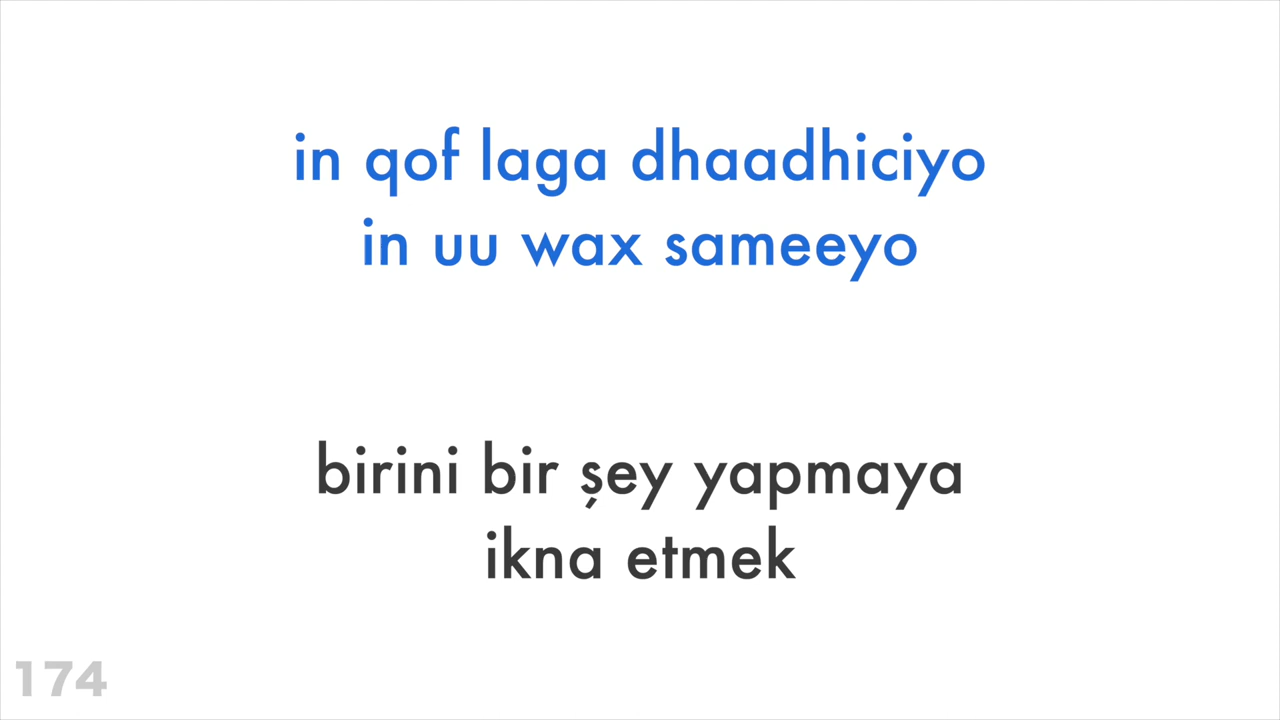 in qof laga dhaadhiciyo
in uu wax sameeyo
birini bir şey yapmaya
ikna etmek
174